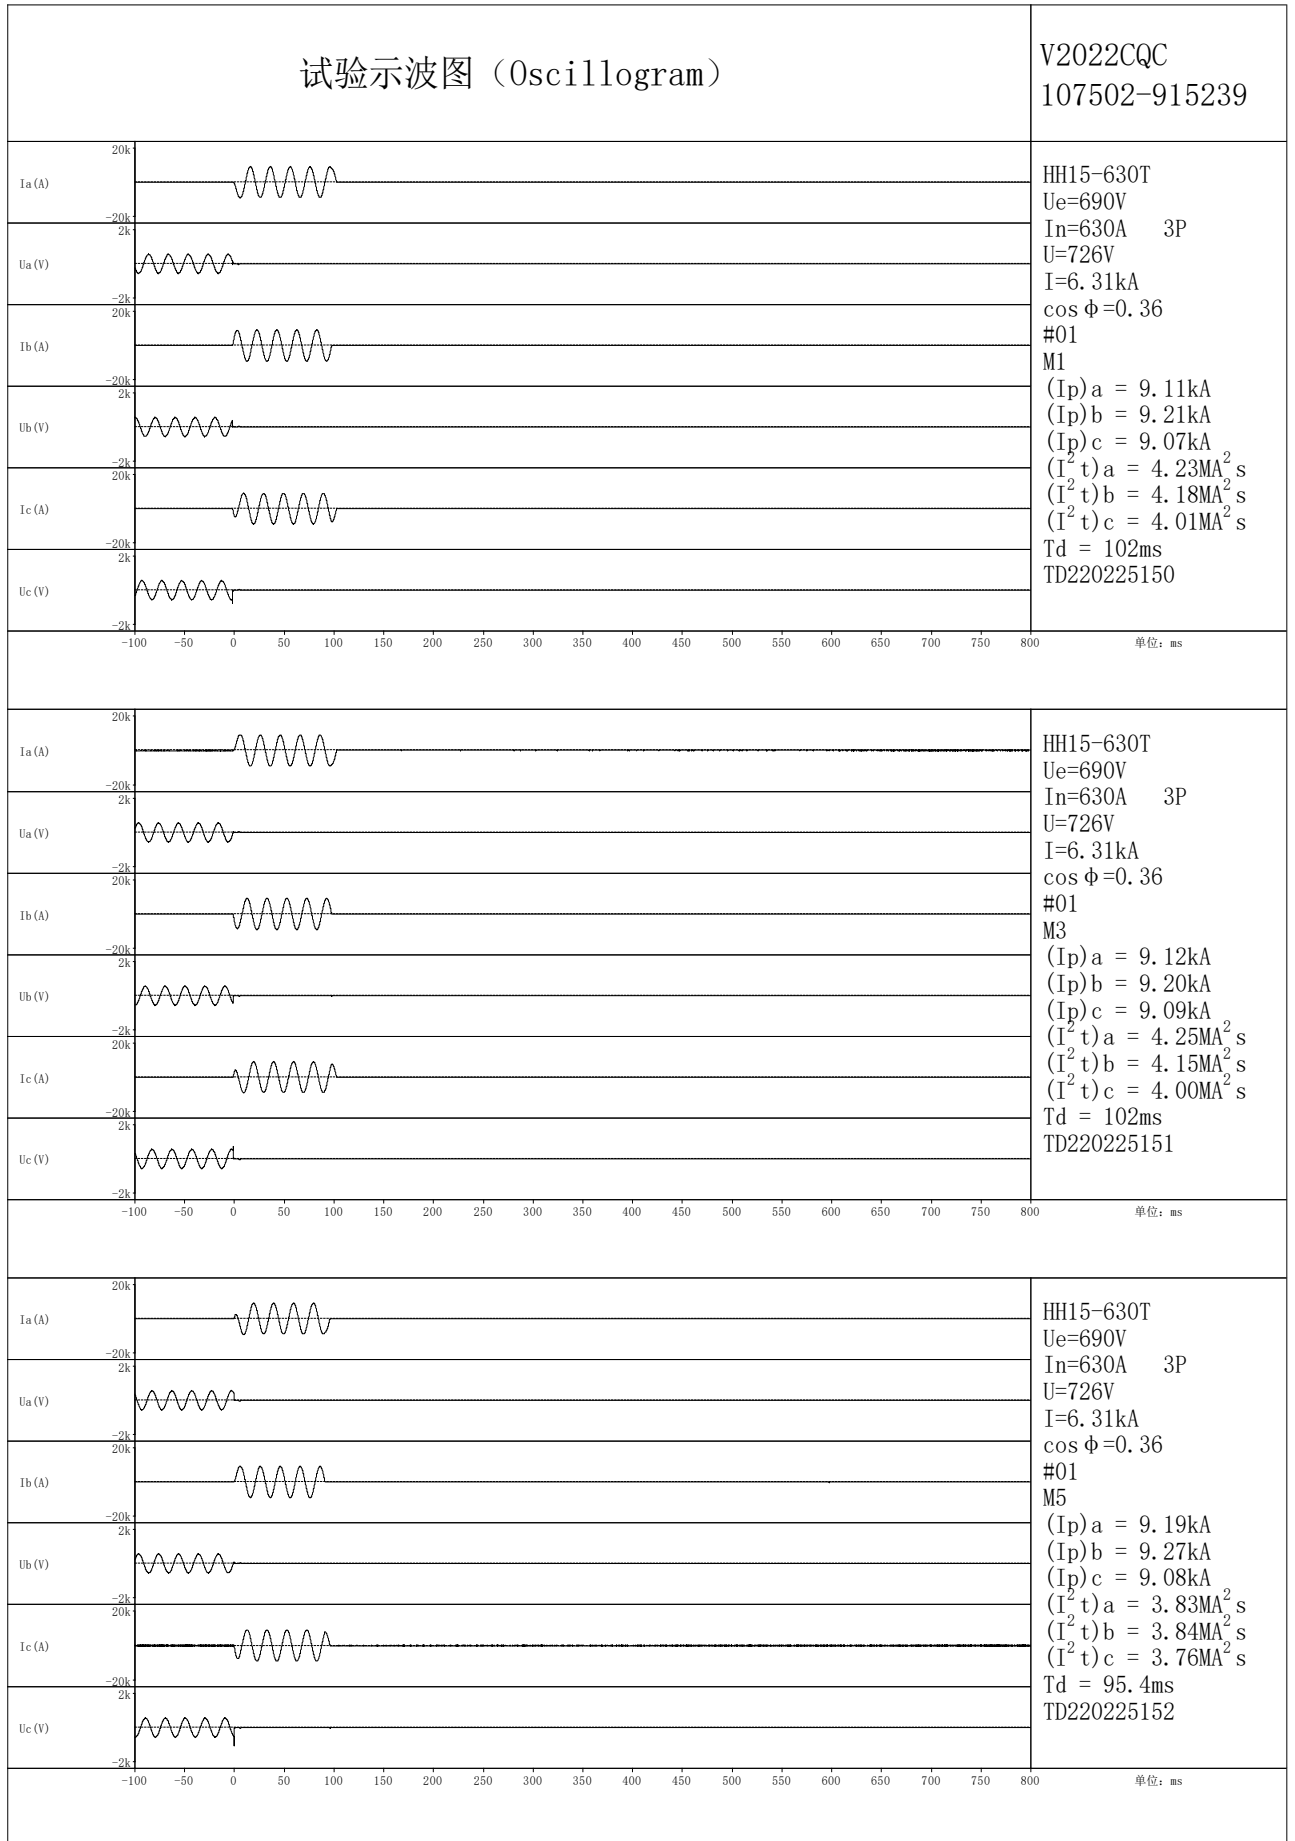 试验示波图（Oscillogram）
V2022CQC
107502-915239
Ia(A)
20k
-20k
Ua(V)
2k
-2k
Ib(A)
20k
-20k
Ub(V)
2k
-2k
Ic(A)
20k
-20k
Uc(V)
2k
-2k
-100 -50 0 50 100 150 200 250 300 350 400 450 500 550 600 650 700 750 800 单位：ms
HH15-630T
Ue=690V
In=630A 3P
U=726V
I=6.31kA
cosφ=0.36
#01
M1
(Ip)a = 9.11kA
(Ip)b = 9.21kA
(Ip)c = 9.07kA
(I²t)a = 4.23MA²s
(I²t)b = 4.18MA²s
(I²t)c = 4.01MA²s
Td = 102ms
TD220225150
Ia(A)
20k
-20k
Ua(V)
2k
-2k
Ib(A)
20k
-20k
Ub(V)
2k
-2k
Ic(A)
20k
-20k
Uc(V)
2k
-2k
-100 -50 0 50 100 150 200 250 300 350 400 450 500 550 600 650 700 750 800 单位：ms
HH15-630T
Ue=690V
In=630A 3P
U=726V
I=6.31kA
cosφ=0.36
#01
M3
(Ip)a = 9.12kA
(Ip)b = 9.20kA
(Ip)c = 9.09kA
(I²t)a = 4.25MA²s
(I²t)b = 4.15MA²s
(I²t)c = 4.00MA²s
Td = 102ms
TD220225151
Ia(A)
20k
-20k
Ua(V)
2k
-2k
Ib(A)
20k
-20k
Ub(V)
2k
-2k
Ic(A)
20k
-20k
Uc(V)
2k
-2k
-100 -50 0 50 100 150 200 250 300 350 400 450 500 550 600 650 700 750 800 单位：ms
HH15-630T
Ue=690V
In=630A 3P
U=726V
I=6.31kA
cosφ=0.36
#01
M5
(Ip)a = 9.19kA
(Ip)b = 9.27kA
(Ip)c = 9.08kA
(I²t)a = 3.83MA²s
(I²t)b = 3.84MA²s
(I²t)c = 3.76MA²s
Td = 95.4ms
TD220225152